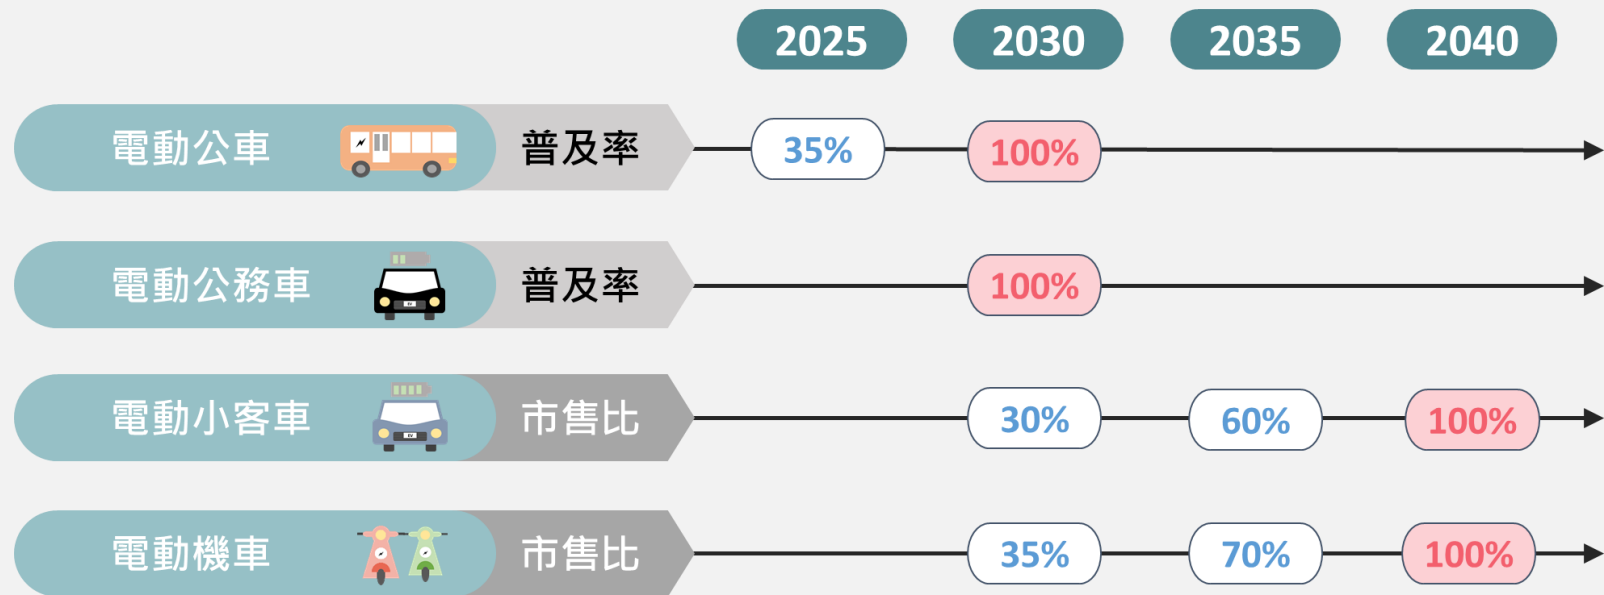 2025 2030 2035 2040
電動公車 普及率 35% 100%
電動公務車 普及率 100%
電動小客車 市售比 30% 60% 100%
電動機車 市售比 35% 70% 100%